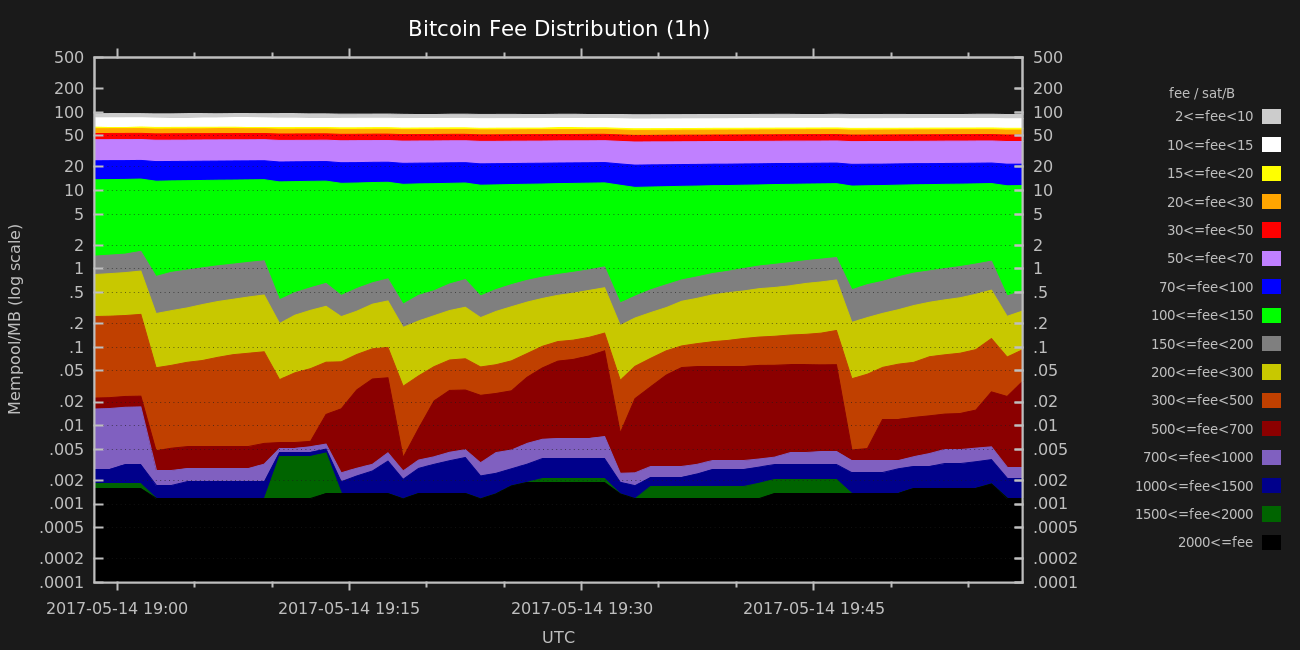 Bitcoin Fee Distribution (1h)
500
200
100
50
20
10
5
2
1
.5
.2
.1
.05
.02
.01
.005
.002
.001
.0005
.0002
.0001
Mempool/MB (log scale)
500
200
100
50
20
10
5
2
1
.5
.2
.1
.05
.02
.01
.005
.002
.001
.0005
.0002
.0001
2017-05-14 19:00
2017-05-14 19:15
2017-05-14 19:30
2017-05-14 19:45
UTC
fee / sat/B
2<=fee<10
10<=fee<15
15<=fee<20
20<=fee<30
30<=fee<50
50<=fee<70
70<=fee<100
100<=fee<150
150<=fee<200
200<=fee<300
300<=fee<500
500<=fee<700
700<=fee<1000
1000<=fee<1500
1500<=fee<2000
2000<=fee